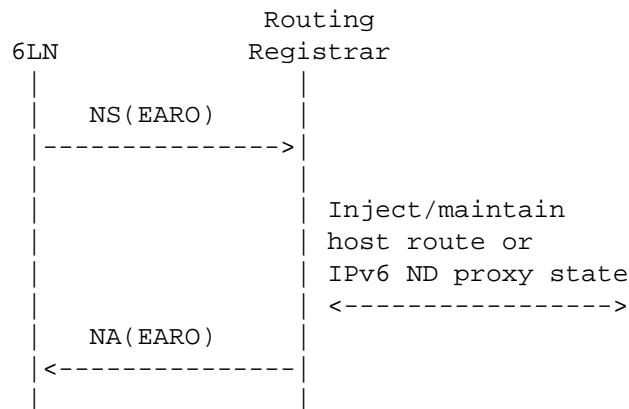 Routing
6LN Registrar
NS(EARO)
Inject/maintain
host route or
IPv6 ND proxy state
NA(EARO)